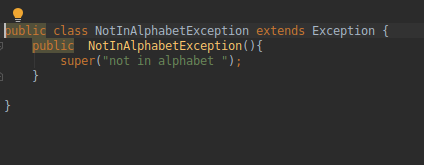 public class NotInAlphabetException extends Exception {
    public  NotInAlphabetException(){
        super("not in alphabet ");
    }
}